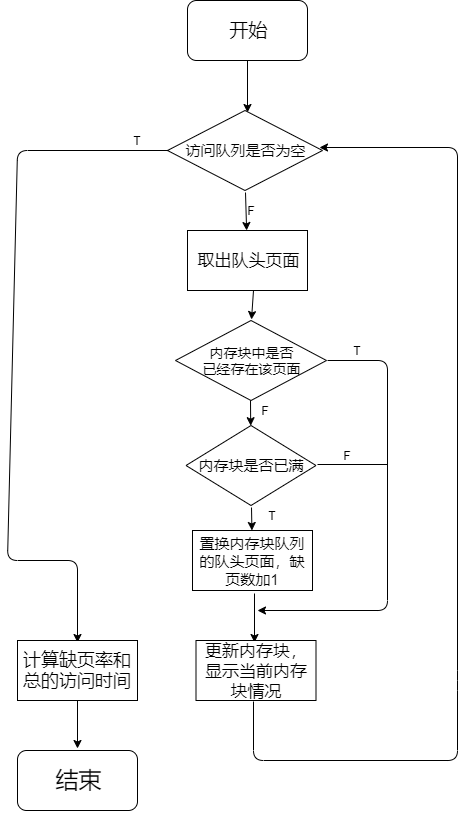 开始
访问队列是否为空
T
F
取出队头页面
内存块中是否
已经存在该页面
T
F
内存块是否已满
F
T
置换内存块队列
的队头页面，缺
页数加1
更新内存块，
显示当前内存
块情况
计算缺页率和
总的访问时间
结束